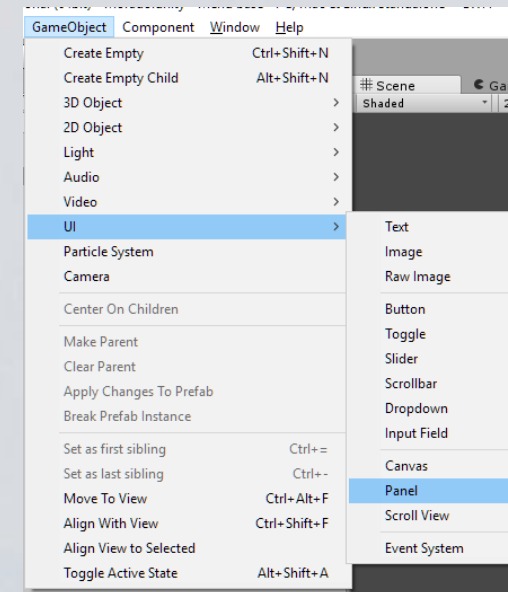 GameObject Component Window Help
Create Empty Ctrl+Shift+N
Create Empty Child Alt+Shift+N
3D Object
2D Object
Light
Audio
Video
UI
Particle System
Camera
Center On Children
Make Parent
Clear Parent
Apply Changes To Prefab
Break Prefab Instance
Set as first sibling Ctrl+=
Set as last sibling Ctrl+-
Move To View Ctrl+Alt+F
Align With View Ctrl+Shift+F
Align View to Selected
Toggle Active State Alt+Shift+A
Scene Ga
Shaded 2
Text
Image
Raw Image
Button
Toggle
Slider
Scrollbar
Dropdown
Input Field
Canvas
Panel
Scroll View
Event System